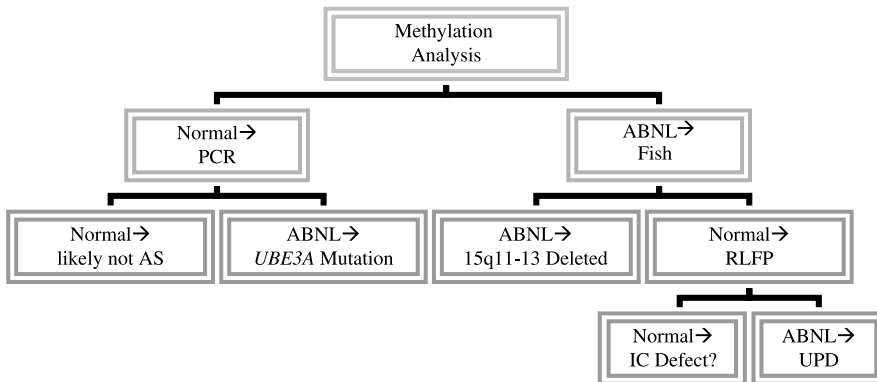 Methylation
Analysis
Normal→
PCR
ABNL→
Fish
Normal→
likely not AS
ABNL→
UBE3A Mutation
ABNL→
15q11-13 Deleted
Normal→
RLFP
Normal→
IC Defect?
ABNL→
UPD